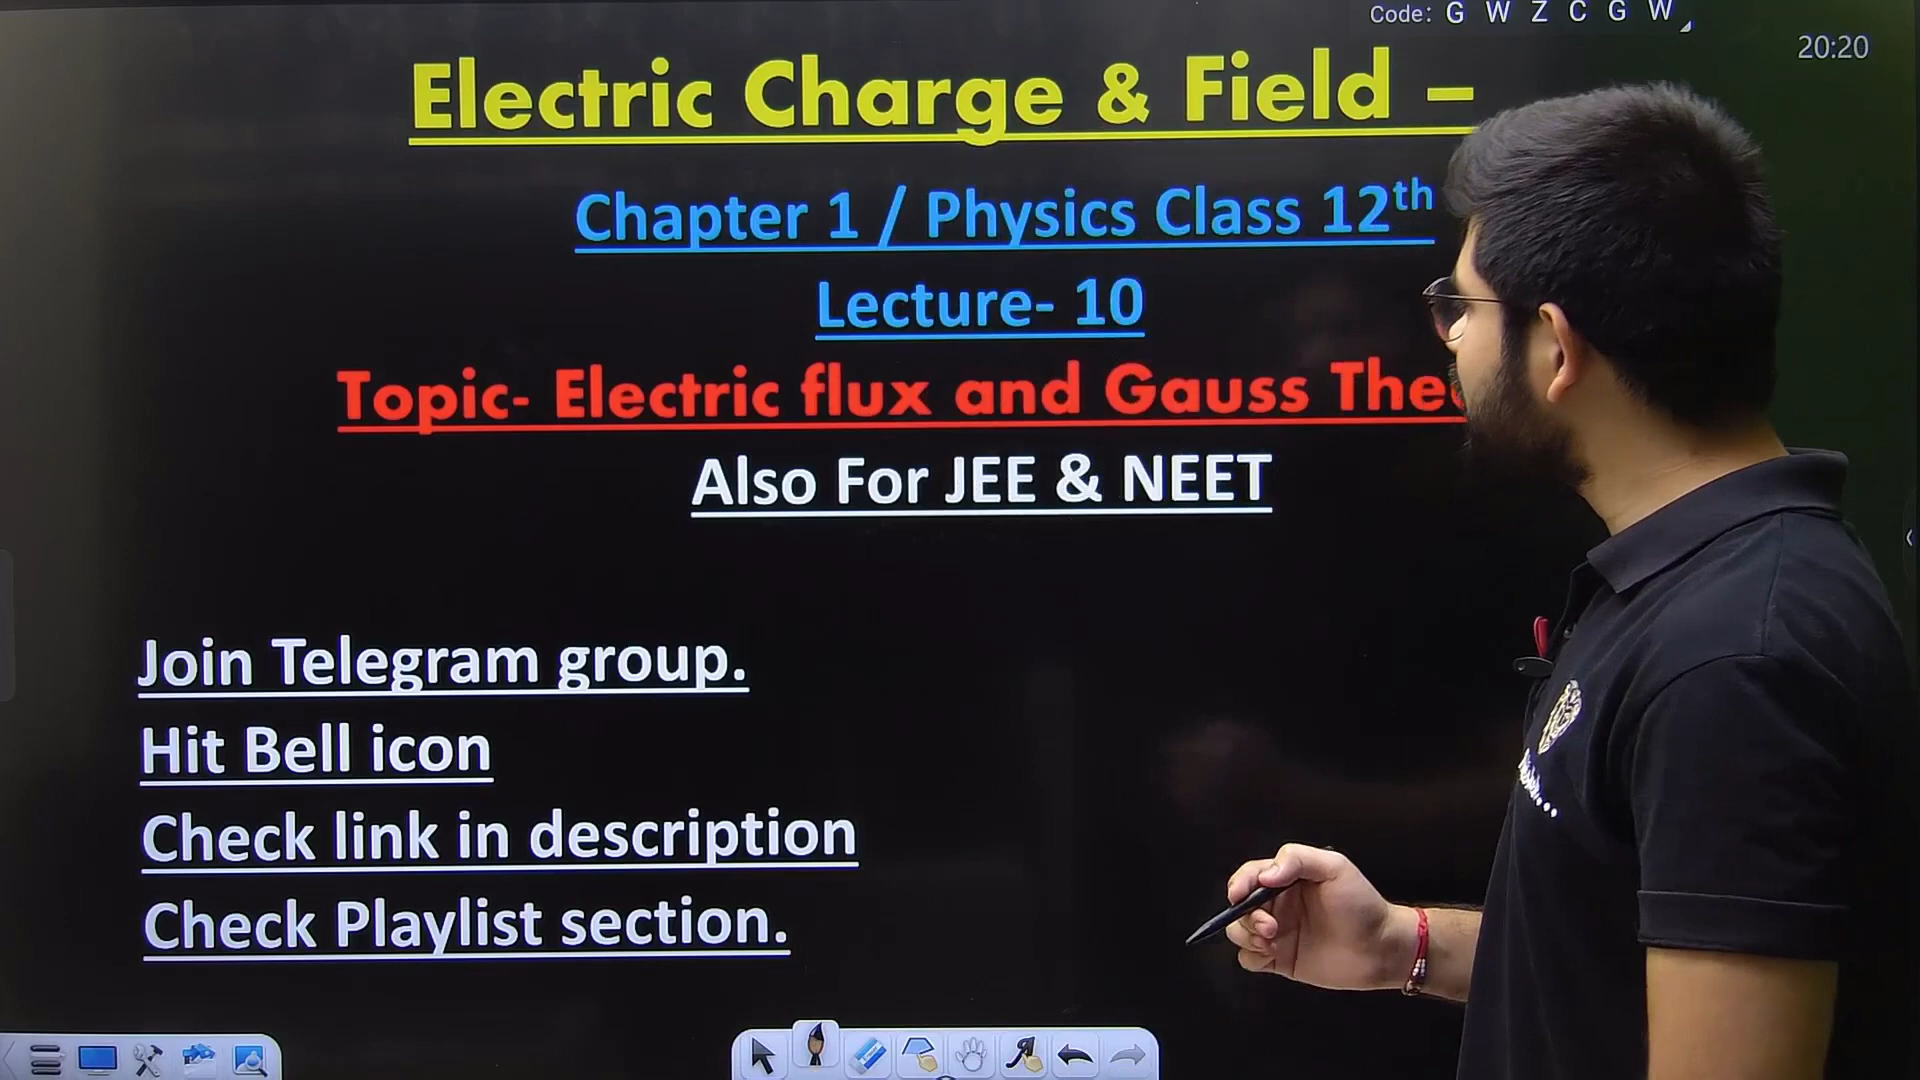 Code: G W Z C G W
20:20
Electric Charge & Field –
Chapter 1 / Physics Class 12th
Lecture- 10
Topic- Electric flux and Gauss
Also For JEE & NEET
Join Telegram group.
Hit Bell icon
Check link in description
Check Playlist section.